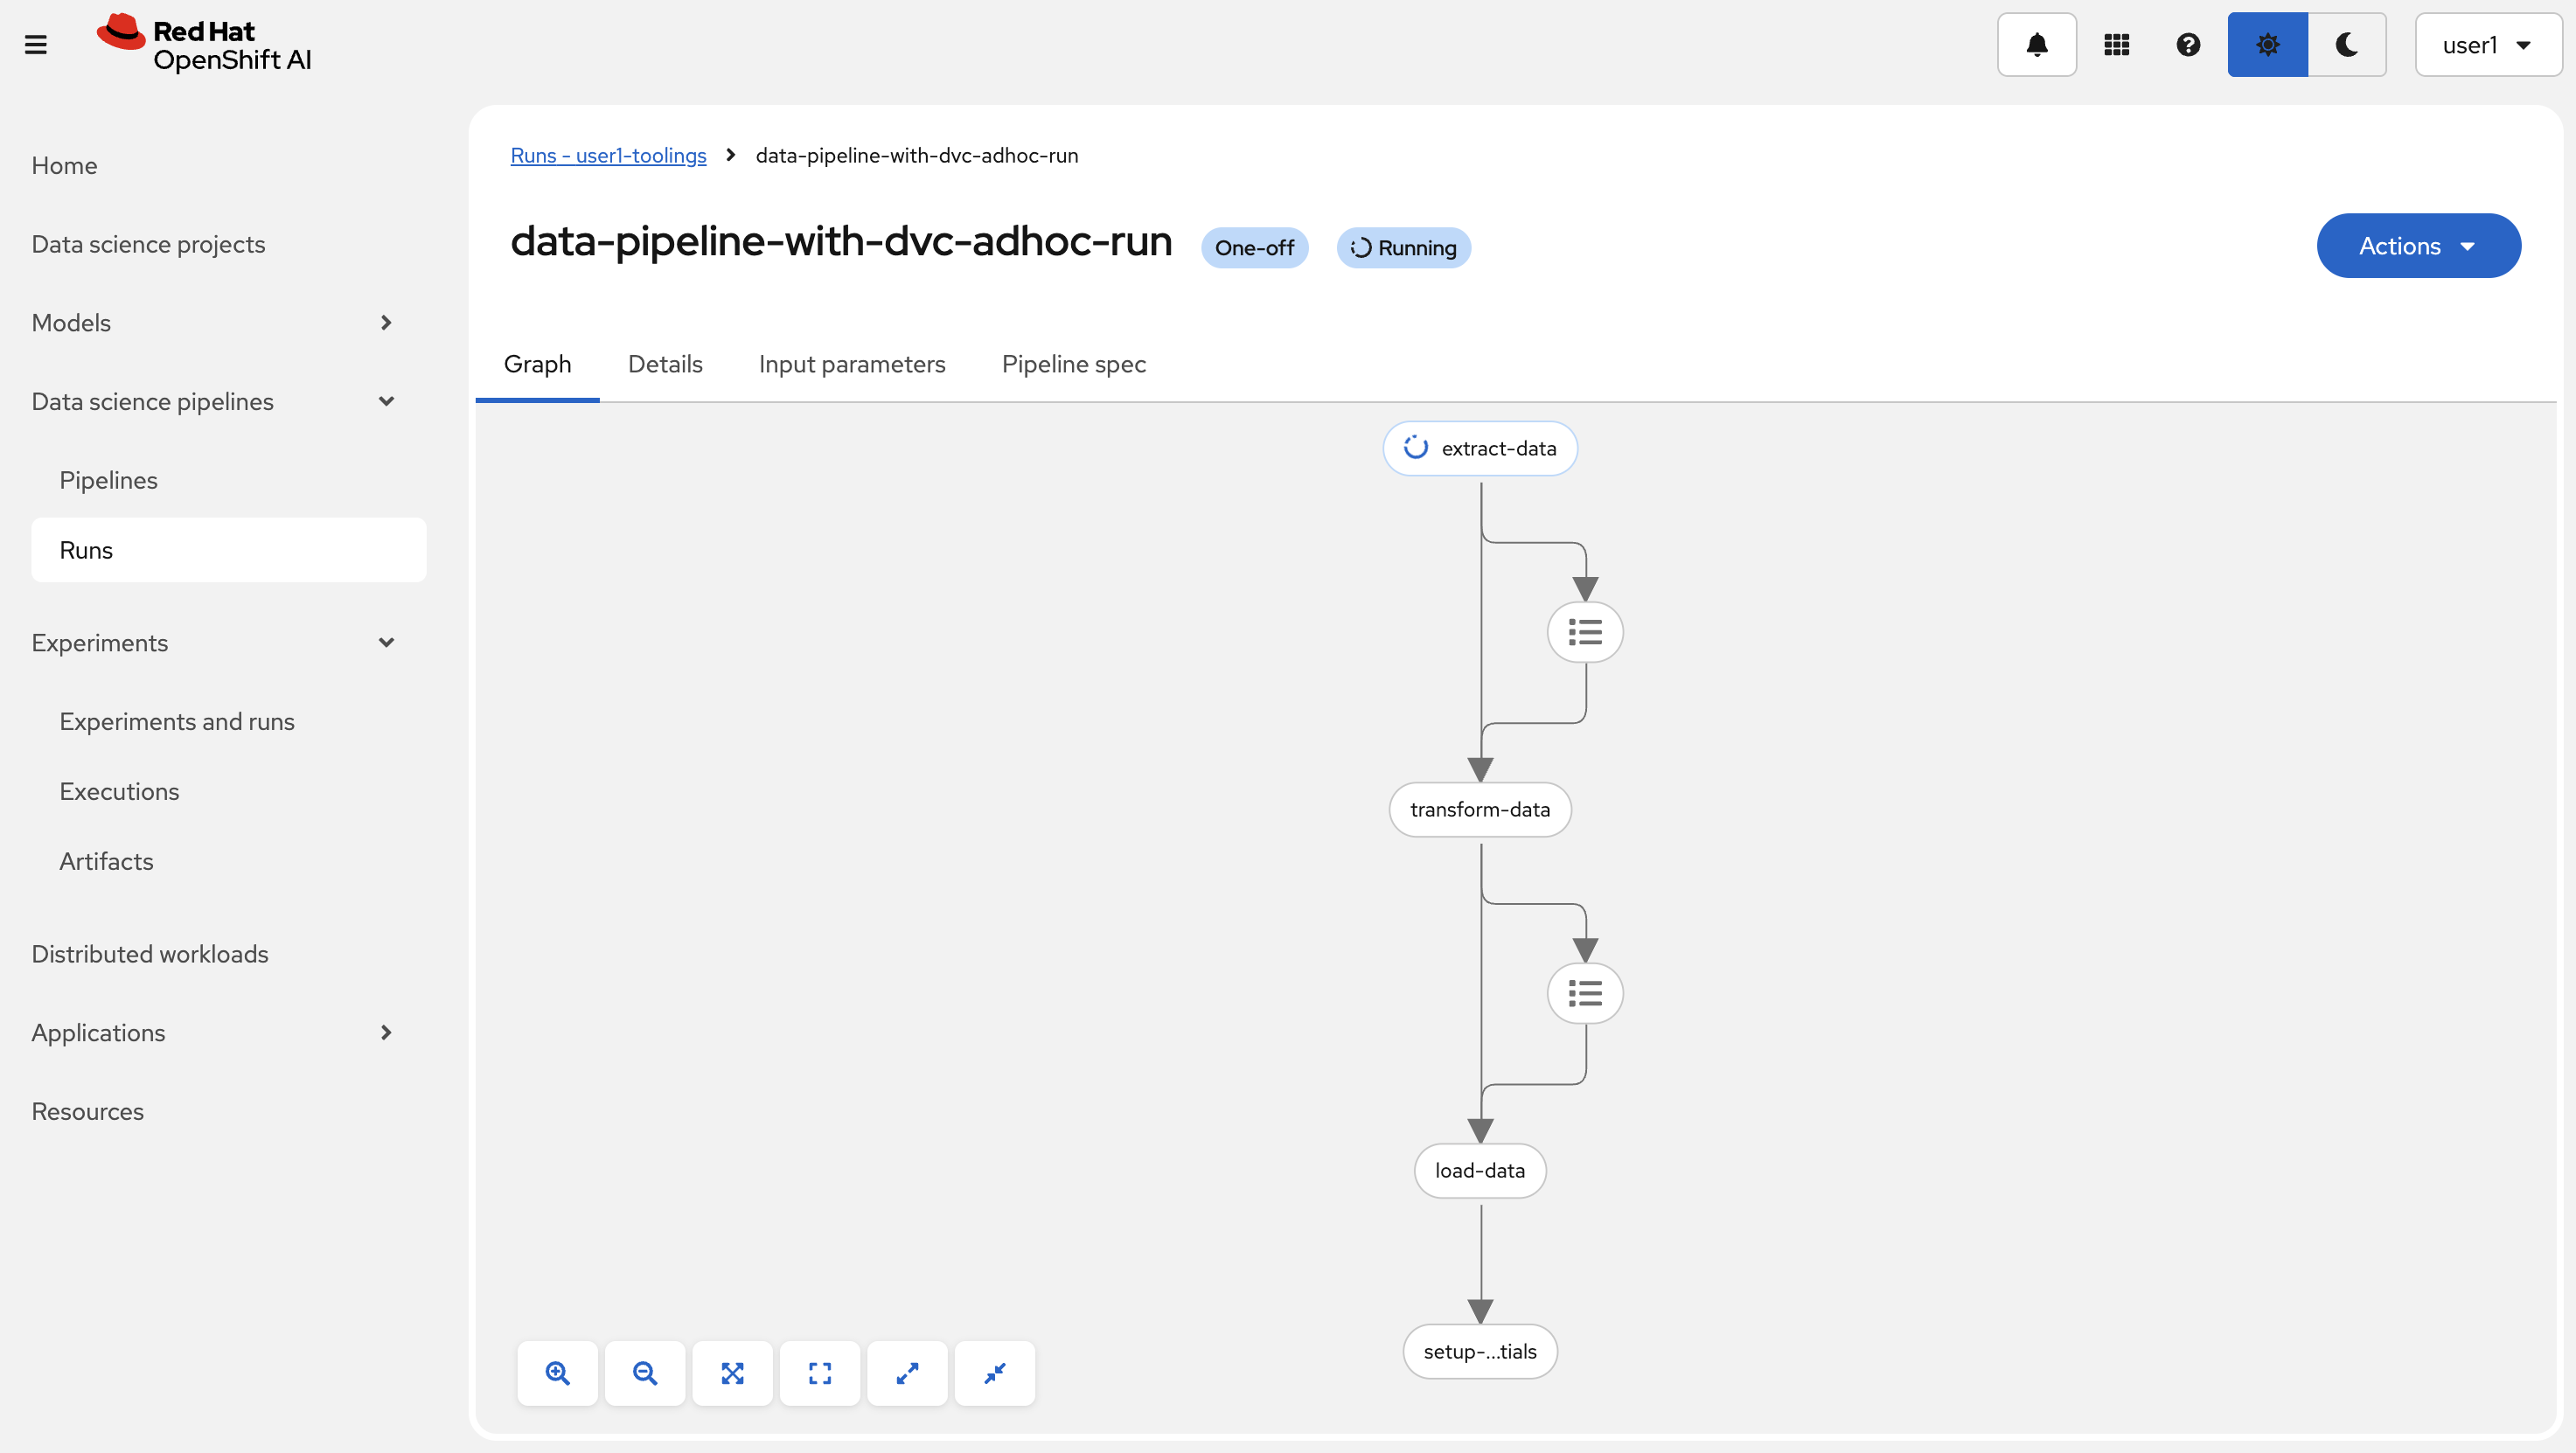 Red Hat
OpenShift AI
user1
Home
Data science projects
Models
Data science pipelines
Pipelines
Runs
Experiments
Experiments and runs
Executions
Artifacts
Distributed workloads
Applications
Resources
Runs - user1-toolings > data-pipeline-with-dvc-adhoc-run
data-pipeline-with-dvc-adhoc-run One-off Running
Actions
Graph Details Input parameters Pipeline spec
extract-data
transform-data
load-data
setup-...tials